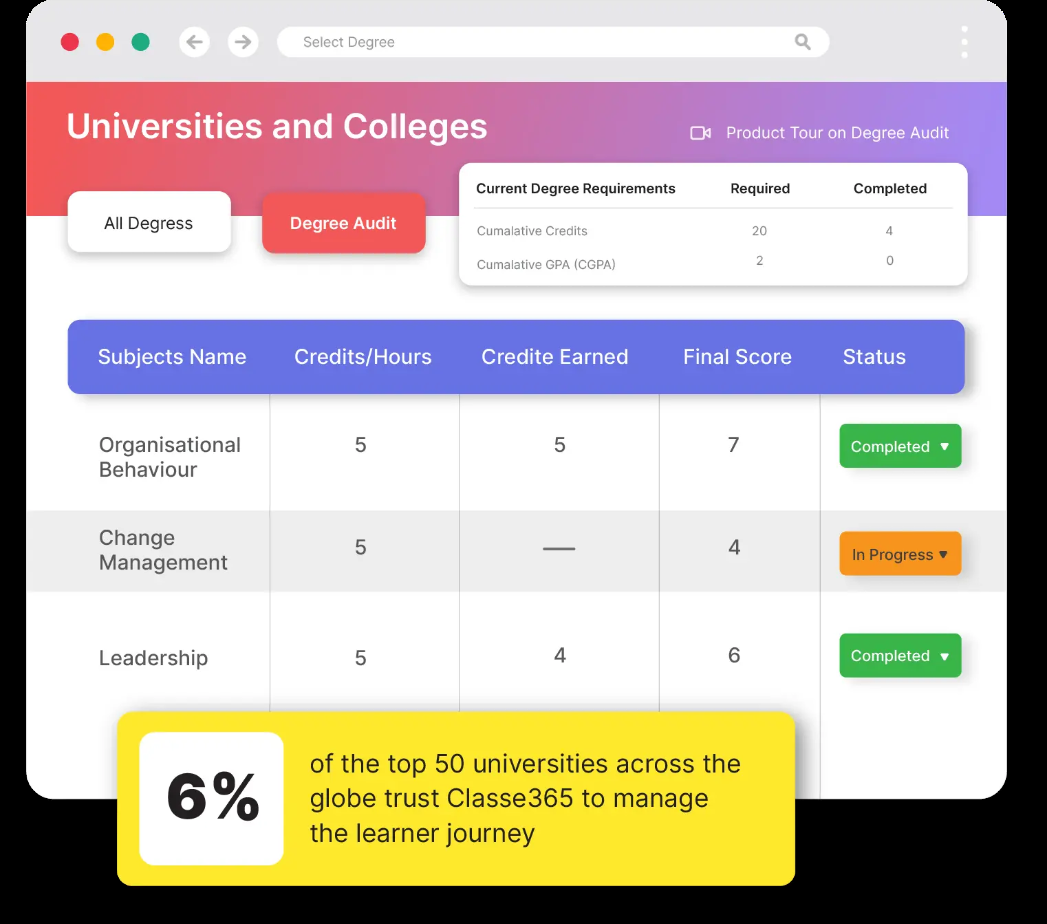 Select Degree
Universities and Colleges
Product Tour on Degree Audit
All Degress
Degree Audit
Current Degree Requirements Required Completed
Cumalative Credits 20 4
Cumalative GPA (CGPA) 2 0
Subjects Name Credits/Hours Credite Earned Final Score Status
Organisational
Behaviour
5 5 7 Completed
Change
Management
5 — 4 In Progress
Leadership 5 4 6 Completed
6%
of the top 50 universities across the
globe trust Classe365 to manage
the learner journey